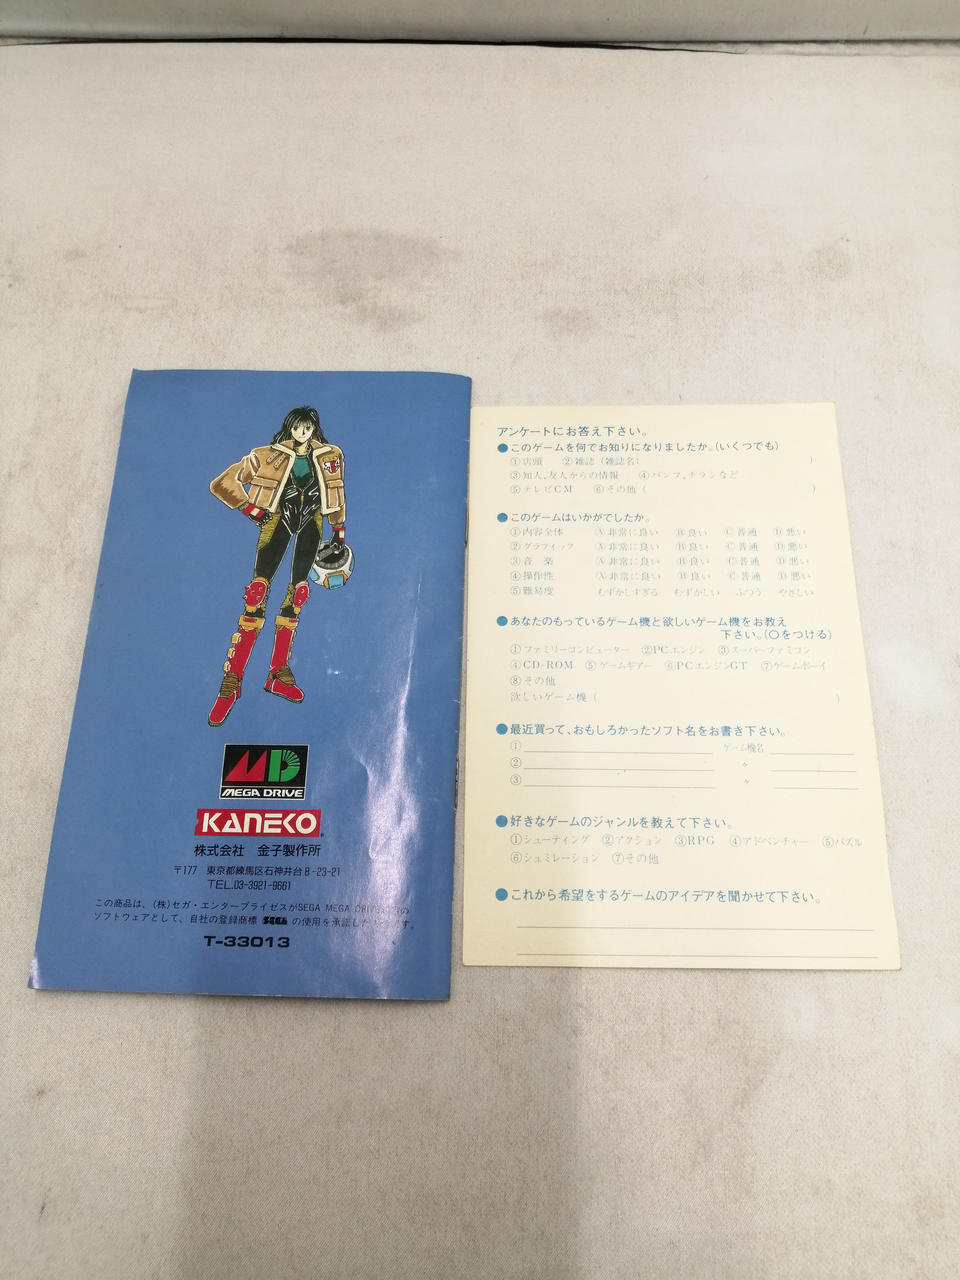 MD
MEGA DRIVE
KANEKO
株式会社 金子製作所
〒177 東京都練馬区石神井台8-23-21
TEL.03-3921-9661
この商品は、(株)セガ・エンタープライゼスがSEGA MEGA DRIVE
ソフトウェアとして、自社の登録商標 SEGA の使用を承諾した
T-33013
アンケートにお答え下さい。
●このゲームを何でお知りになりましたか。(いくつでも)
①店頭 ②雑誌(雑誌名: )
③知人、友人からの情報 ④パンフ、チラシなど
⑤テレビCM ⑥その他( )
●このゲームはいかがでしたか。
①内容全体 Ⓐ非常に良い Ⓑ良い Ⓒ普通 Ⓓ悪い
②グラフィック Ⓐ非常に良い Ⓑ良い Ⓒ普通 Ⓓ悪い
③音 楽 Ⓐ非常に良い Ⓑ良い Ⓒ普通 Ⓓ悪い
④操作性 Ⓐ非常に良い Ⓑ良い Ⓒ普通 Ⓓ悪い
⑤難易度 むずかしすぎる むずかしい ふつう やさしい
●あなたのもっているゲーム機と欲しいゲーム機をお教え
下さい。(○をつける)
①ファミリーコンピューター ②PCエンジン ③スーパーファミコン
④CD-ROM ⑤ゲームギアー ⑥PCエンジンGT ⑦ゲームボーイ
⑧その他
欲しいゲーム機( )
●最近買って、おもしろかったソフト名をお書き下さい。
① ゲーム機名
② 〃
③ 〃
●好きなゲームのジャンルを教えて下さい。
①シューティング ②アクション ③RPG ④アドベンチャー ⑤パズル
⑥シュミレーション ⑦その他
●これから希望をするゲームのアイデアを聞かせて下さい。